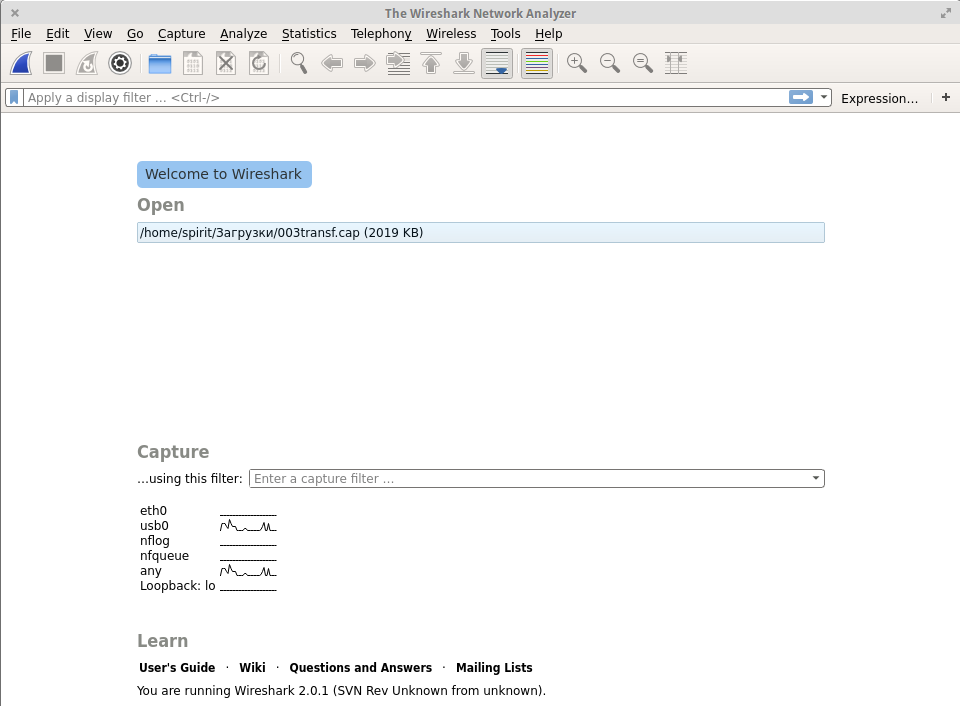 The Wireshark Network Analyzer
File Edit View Go Capture Analyze Statistics Telephony Wireless Tools Help
Apply a display filter ... <Ctrl-/> Expression... +
Welcome to Wireshark
Open
/home/spirit/Загрузки/003transf.cap (2019 KB)
Capture
...using this filter: Enter a capture filter ...
eth0
usb0
nflog
nfqueue
any
Loopback: lo
Learn
User's Guide · Wiki · Questions and Answers · Mailing Lists
You are running Wireshark 2.0.1 (SVN Rev Unknown from unknown).